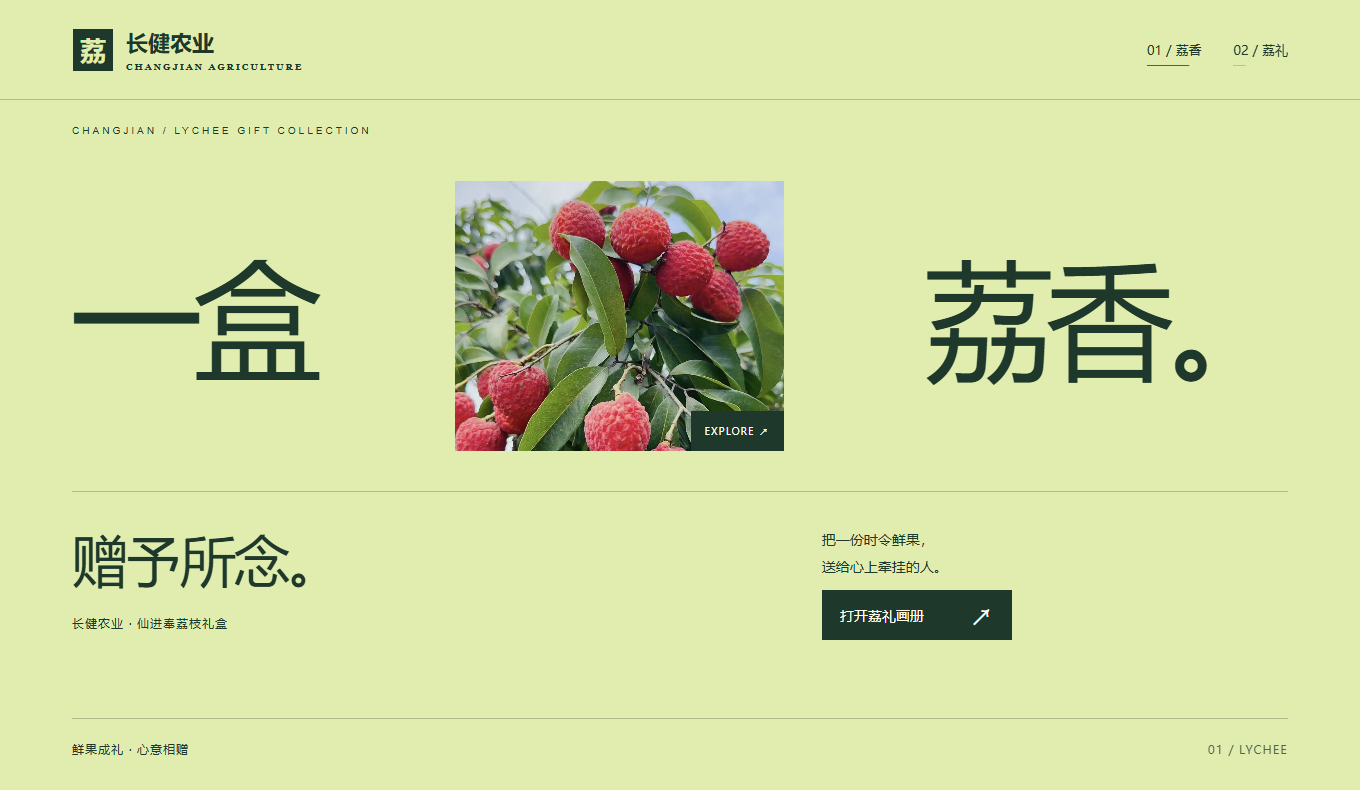 荔
长健农业
CHANGJIAN AGRICULTURE
01 / 荔香
02 / 荔礼
CHANGJIAN / LYCHEE GIFT COLLECTION
一盒
荔香。
EXPLORE ↗
赠予所念。
长健农业 · 仙进奉荔枝礼盒
把一份时令鲜果，
送给心上牵挂的人。
打开荔礼画册 ↗
鲜果成礼 · 心意相赠
01 / LYCHEE